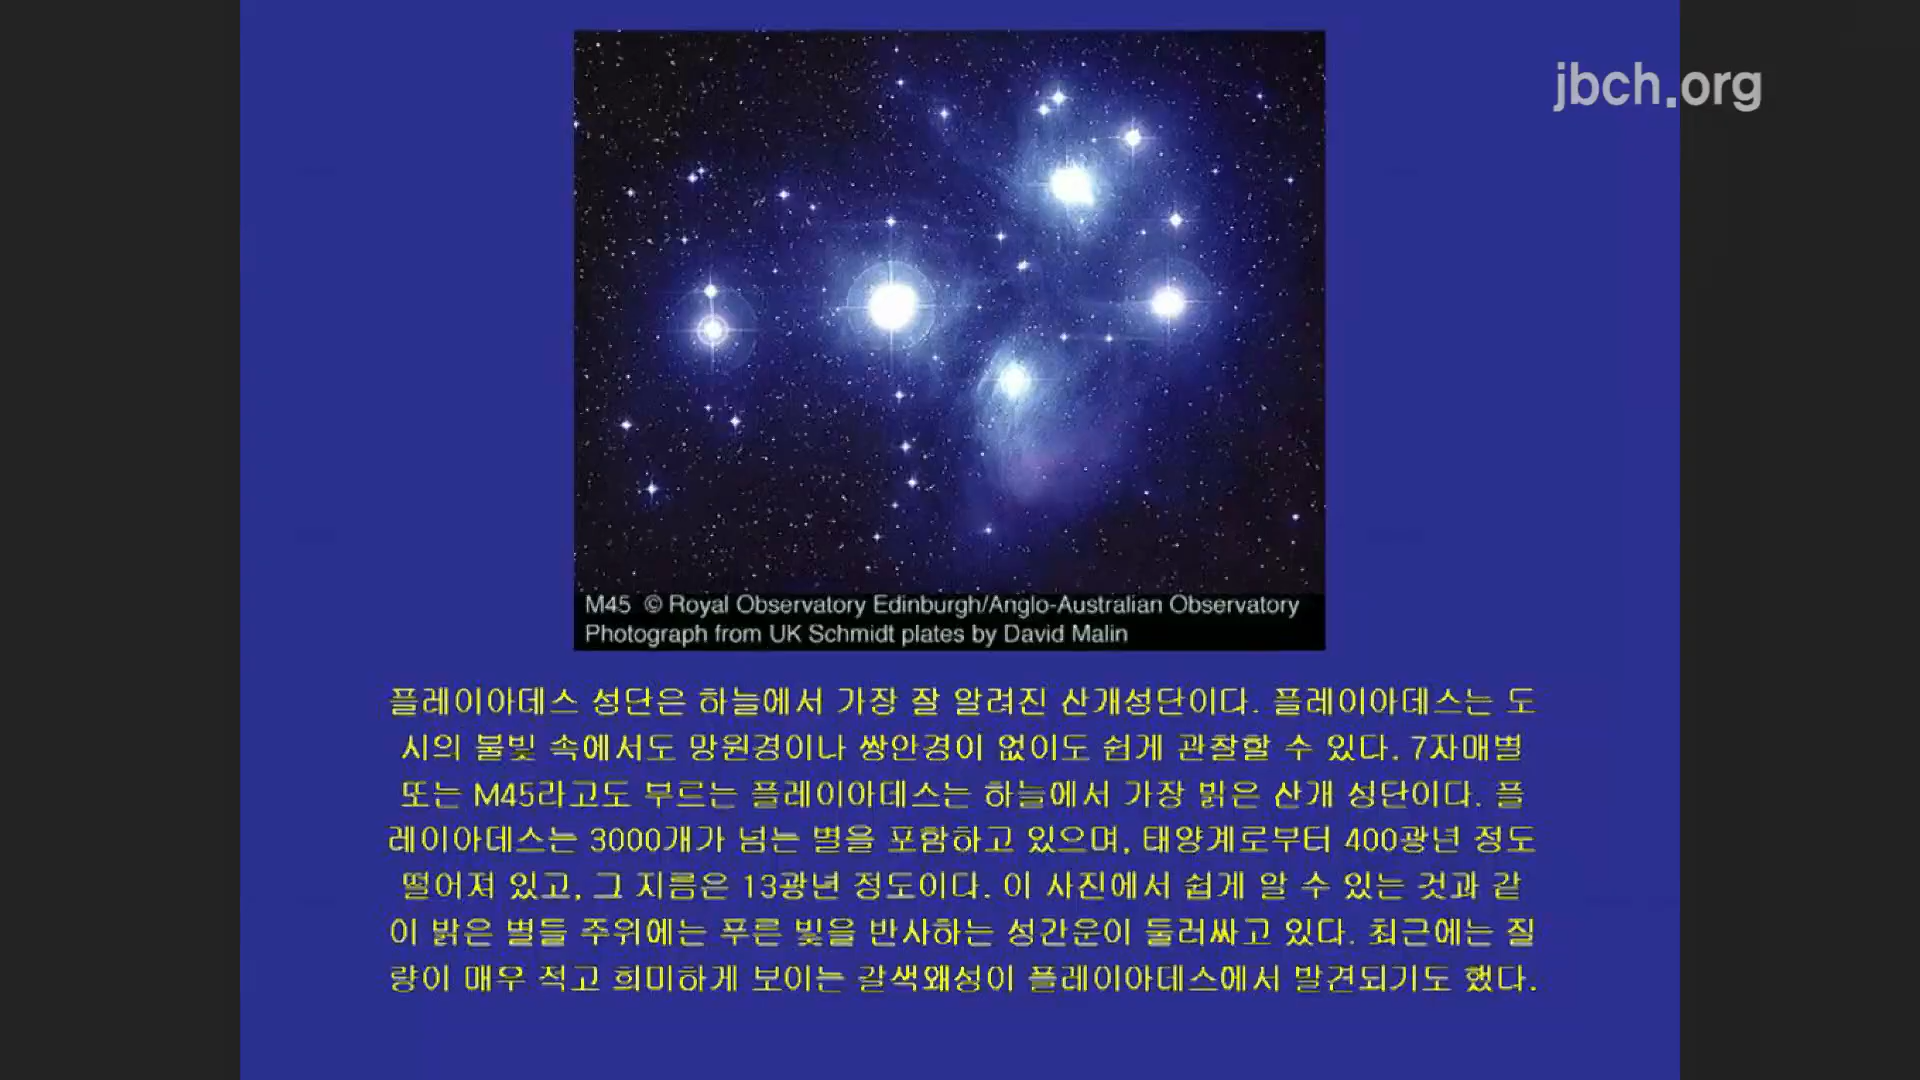 jbch.org
M45 © Royal Observatory Edinburgh/Anglo-Australian Observatory
Photograph from UK Schmidt plates by David Malin
플레이아데스 성단은 하늘에서 가장 잘 알려진 산개성단이다. 플레이아데스는 도
시의 불빛 속에서도 망원경이나 쌍안경이 없이도 쉽게 관찰할 수 있다. 7자매별
또는 M45라고도 부르는 플레이아데스는 하늘에서 가장 밝은 산개 성단이다. 플
레이아데스는 3000개가 넘는 별을 포함하고 있으며, 태양계로부터 400광년 정도
떨어져 있고, 그 지름은 13광년 정도이다. 이 사진에서 쉽게 알 수 있는 것과 같
이 밝은 별들 주위에는 푸른 빛을 반사하는 성간운이 둘러싸고 있다. 최근에는 질
량이 매우 적고 희미하게 보이는 갈색왜성이 플레이아데스에서 발견되기도 했다.